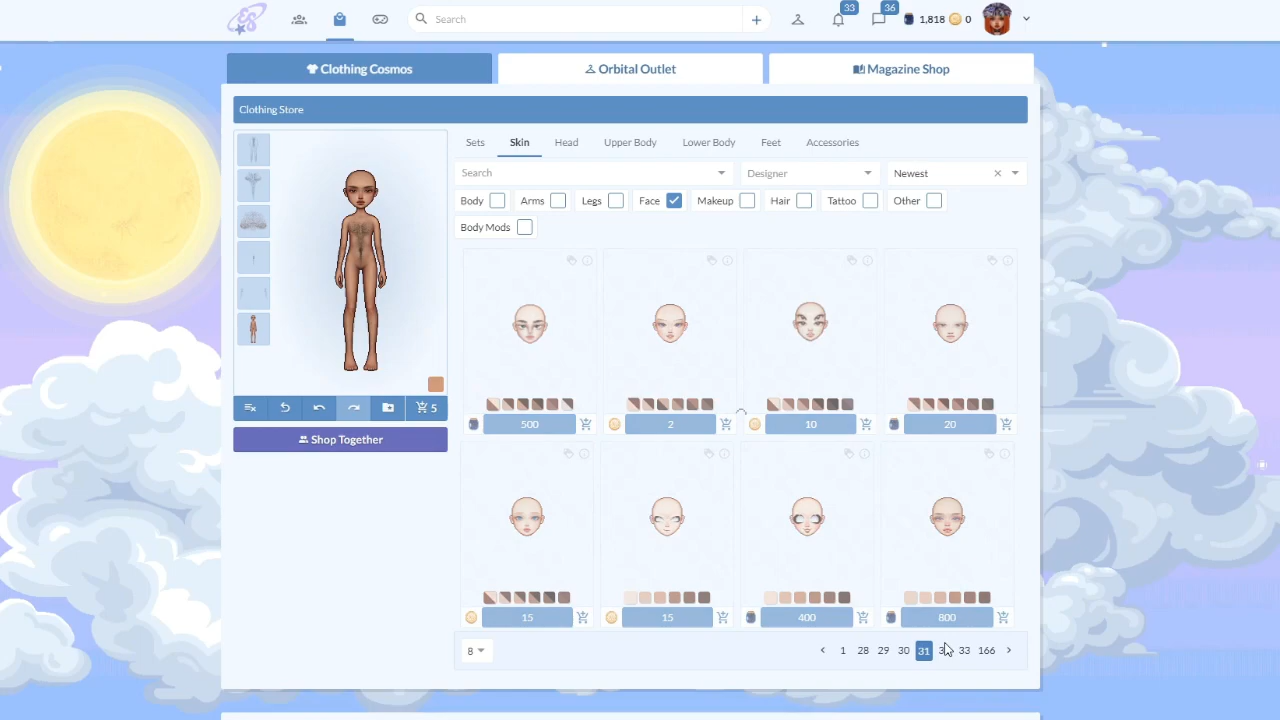 ES
Search
33
36
1,818
0
Clothing Cosmos
Orbital Outlet
Magazine Shop
Clothing Store
Sets Skin Head Upper Body Lower Body Feet Accessories
Search
Designer
Newest
Body
Arms
Legs
Face
Makeup
Hair
Tattoo
Other
Body Mods
5
Shop Together
500
2
10
20
15
15
400
800
8
1 28 29 30 31 33 166